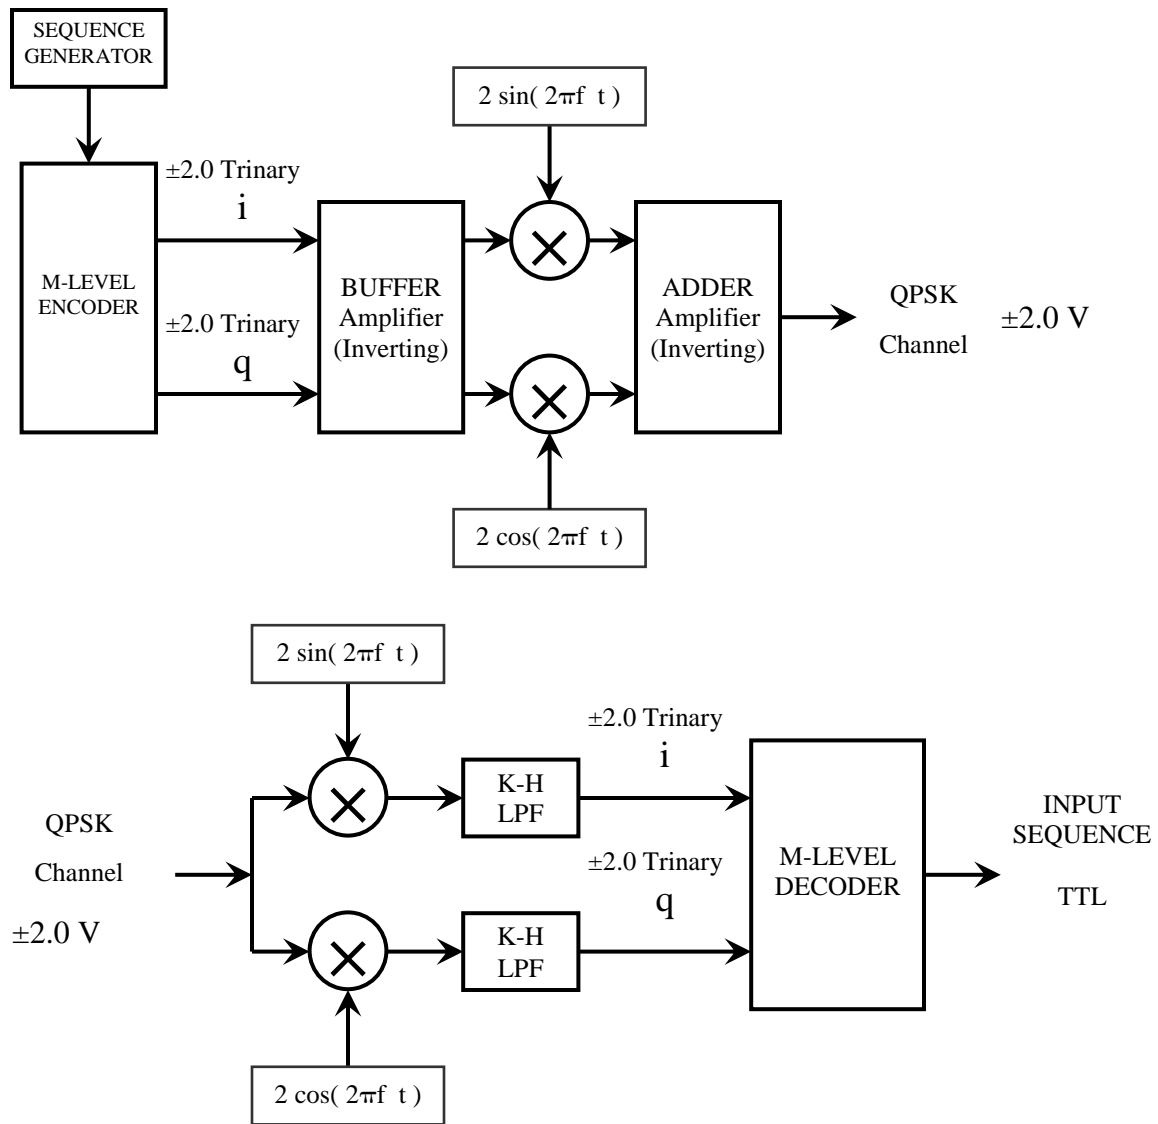 SEQUENCE
GENERATOR
2 sin( 2πf  t )
±2.0 Trinary
i
M-LEVEL
ENCODER
±2.0 Trinary
q
BUFFER
Amplifier
(Inverting)
ADDER
Amplifier
(Inverting)
QPSK
Channel
±2.0 V
2 cos( 2πf  t )
2 sin( 2πf  t )
±2.0 Trinary
i
K-H
LPF
QPSK
Channel
±2.0 V
±2.0 Trinary
q
K-H
LPF
M-LEVEL
DECODER
INPUT
SEQUENCE
TTL
2 cos( 2πf  t )